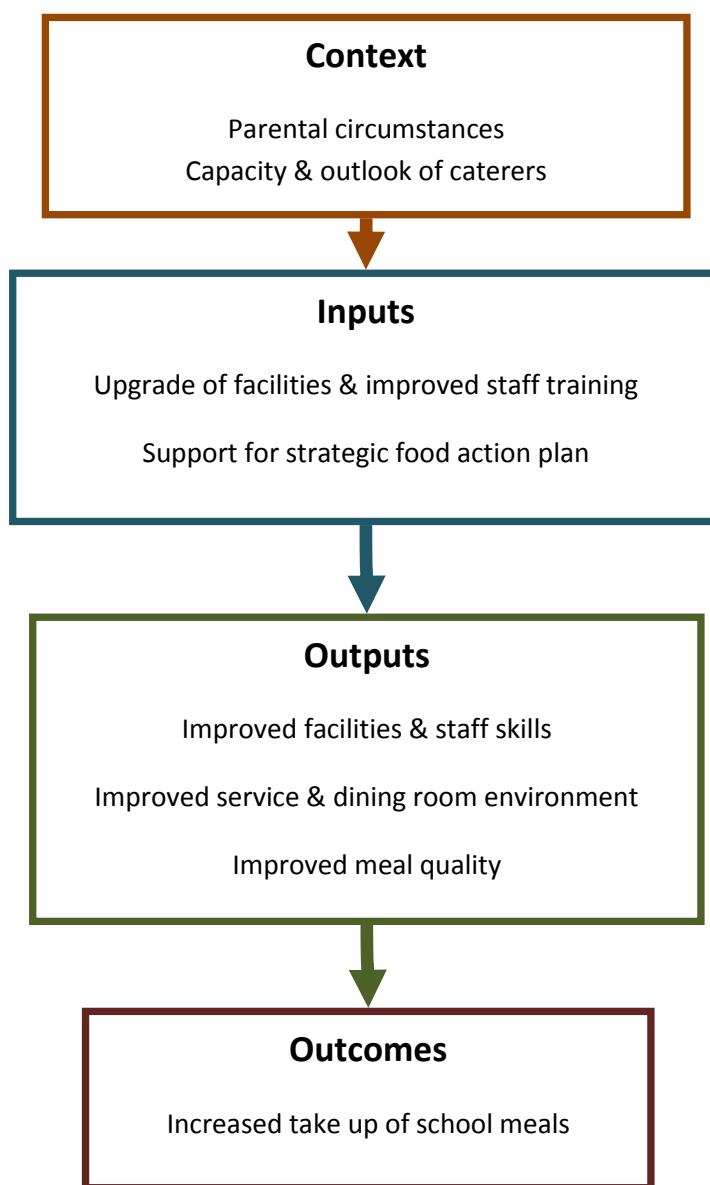 Context
Parental circumstances
Capacity & outlook of caterers
Inputs
Upgrade of facilities & improved staff training
Support for strategic food action plan
Outputs
Improved facilities & staff skills
Improved service & dining room environment
Improved meal quality
Outcomes
Increased take up of school meals